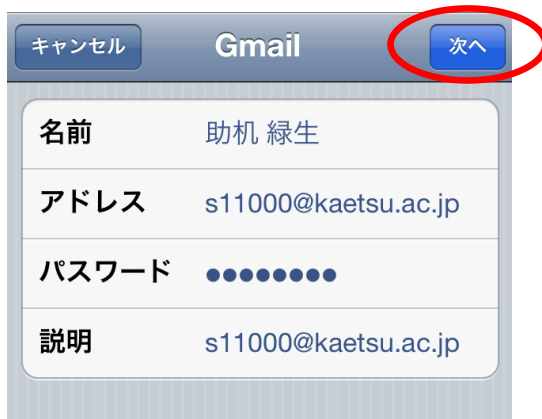 キャンセル Gmail 次へ
名前 助机 緑生
アドレス s11000@kaetsu.ac.jp
パスワード ●●●●●●●●
説明 s11000@kaetsu.ac.jp